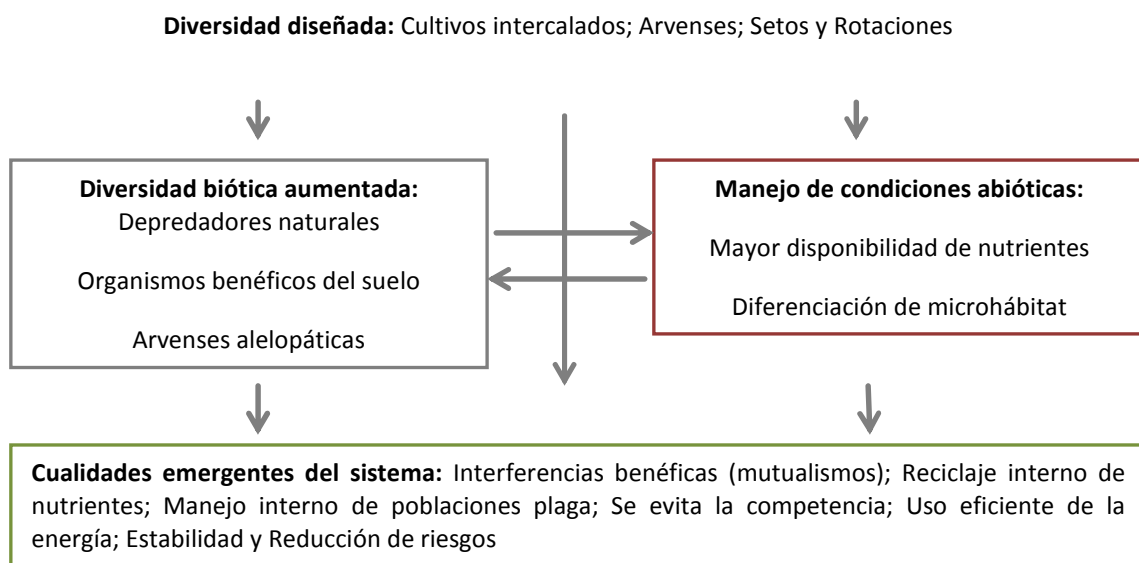 Diversidad diseñada: Cultivos intercalados; Arvenses; Setos y Rotaciones
Diversidad biótica aumentada:
Depredadores naturales
Organismos benéficos del suelo
Arvenses alelopáticas
Manejo de condiciones abióticas:
Mayor disponibilidad de nutrientes
Diferenciación de microhábitat
Cualidades emergentes del sistema: Interferencias benéficas (mutualismos); Reciclaje interno de
nutrientes; Manejo interno de poblaciones plaga; Se evita la competencia; Uso eficiente de la
energía; Estabilidad y Reducción de riesgos